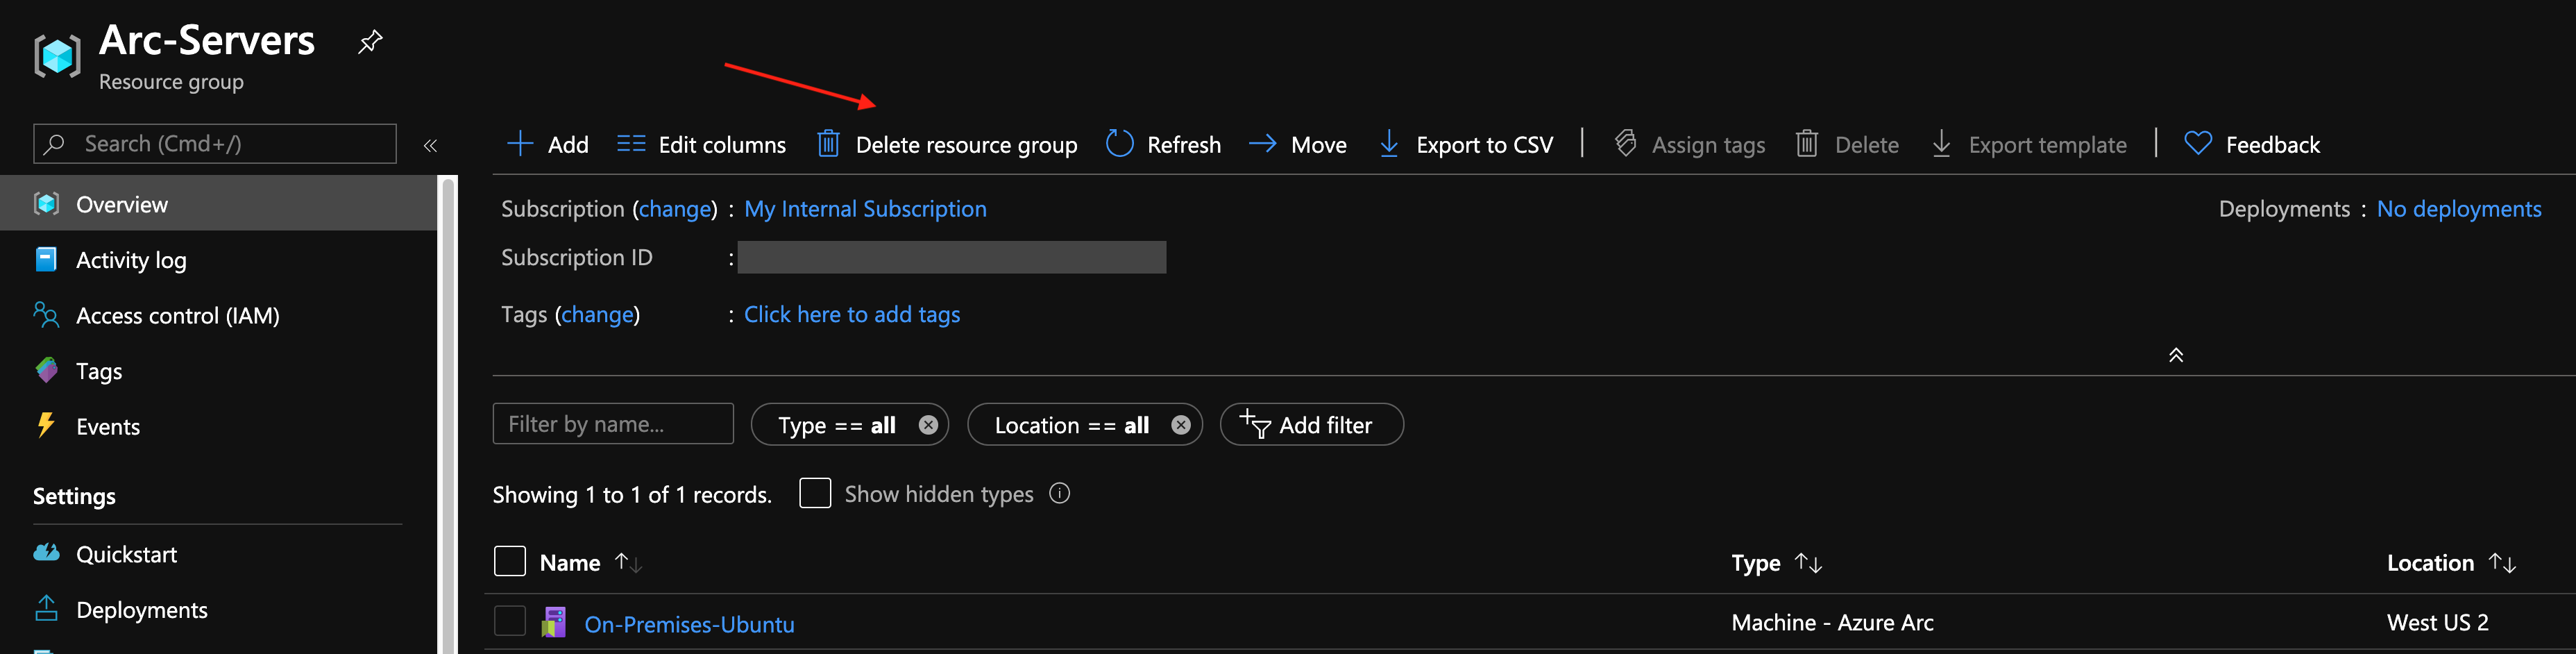 Arc-Servers
Resource group
Search (Cmd+/)
«
Overview
Activity log
Access control (IAM)
Tags
Events
Settings
Quickstart
Deployments
Add Edit columns Delete resource group Refresh Move Export to CSV Assign tags Delete Export template Feedback
Subscription (change) : My Internal Subscription
Deployments : No deployments
Subscription ID :
Tags (change) : Click here to add tags
Filter by name... Type == all Location == all Add filter
Showing 1 to 1 of 1 records. Show hidden types
Name Type Location
On-Premises-Ubuntu Machine - Azure Arc West US 2